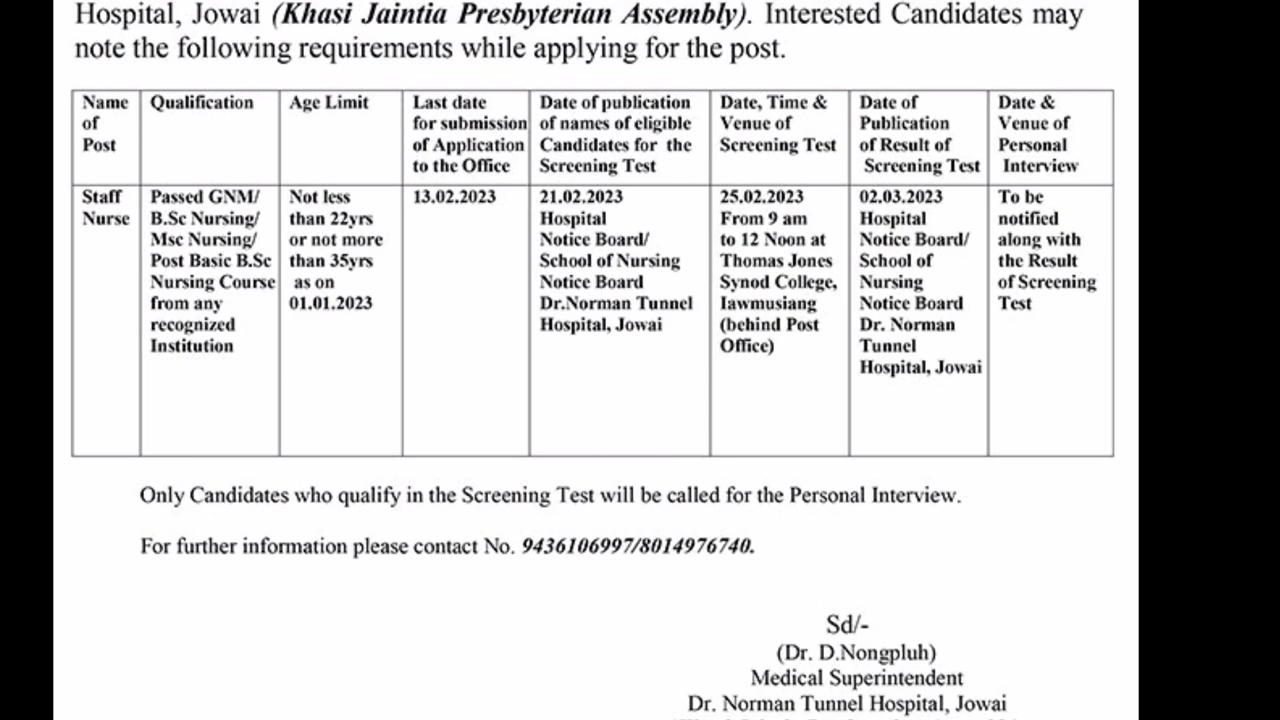 Hospital, Jowai (Khasi Jaintia Presbyterian Assembly). Interested Candidates may
note the following requirements while applying for the post.
Name
of
Post
Qualification
Age Limit
Last date
for submission
of Application
to the Office
Date of publication
of names of eligible
Candidates for the
Screening Test
Date, Time &
Venue of
Screening Test
Date of
Publication
of Result of
Screening Test
Date &
Venue of
Personal
Interview
Staff
Nurse
Passed GNM/
B.Sc Nursing/
Msc Nursing/
Post Basic B.Sc
Nursing Course
from any
recognized
Institution
Not less
than 22yrs
or not more
than 35yrs
as on
01.01.2023
13.02.2023
21.02.2023
Hospital
Notice Board/
School of Nursing
Notice Board
Dr.Norman Tunnel
Hospital, Jowai
25.02.2023
From 9 am
to 12 Noon at
Thomas Jones
Synod College,
Iawmusiang
(behind Post
Office)
02.03.2023
Hospital
Notice Board/
School of
Nursing
Notice Board
Dr. Norman
Tunnel
Hospital, Jowai
To be
notified
along with
the Result
of Screening
Test
Only Candidates who qualify in the Screening Test will be called for the Personal Interview.
For further information please contact No. 9436106997/8014976740.
Sd/-
(Dr. D.Nongpluh)
Medical Superintendent
Dr. Norman Tunnel Hospital, Jowai